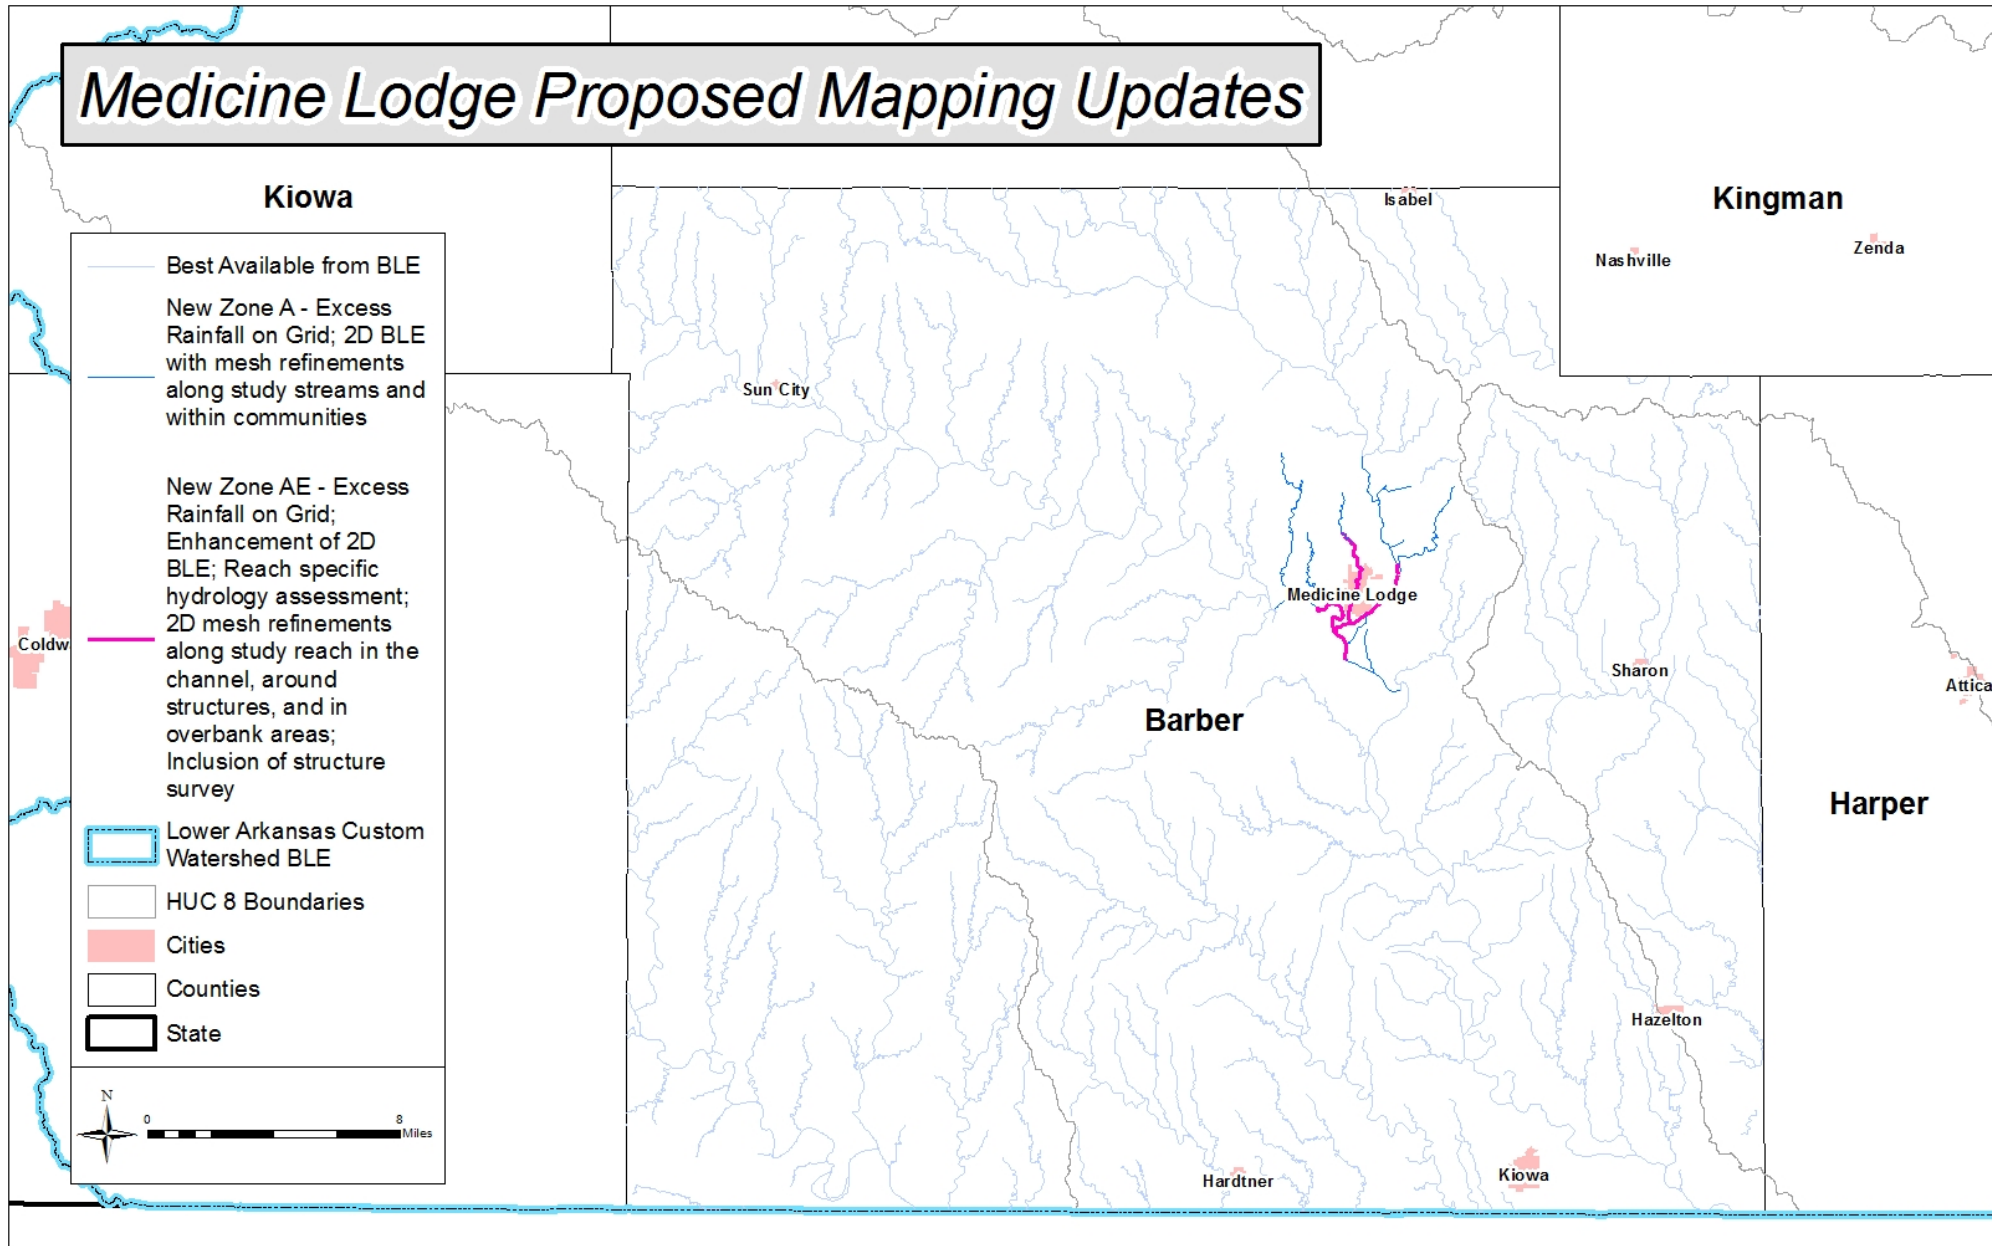 Medicine Lodge Proposed Mapping Updates
Kiowa
Isabel
Kingman
Nashville
Zenda
Best Available from BLE
New Zone A - Excess
Rainfall on Grid; 2D BLE
with mesh refinements
along study streams and
within communities
New Zone AE - Excess
Rainfall on Grid;
Enhancement of 2D
BLE; Reach specific
hydrology assessment;
2D mesh refinements
along study reach in the
channel, around
structures, and in
overbank areas;
Inclusion of structure
survey
Lower Arkansas Custom
Watershed BLE
HUC 8 Boundaries
Cities
Counties
State
N
0 8
Miles
Sun City
Medicine Lodge
Coldw
Sharon
Attica
Barber
Harper
Hazelton
Hardtner
Kiowa